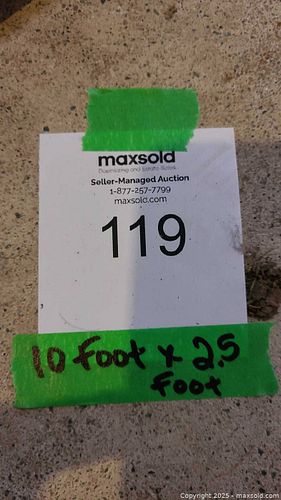 maxsold
Downsizing and Estate Sales
Seller-Managed Auction
1-877-257-7799
maxsold.com
119
10 Foot x 2.5
Foot
Copyright 2025 - maxsold.com